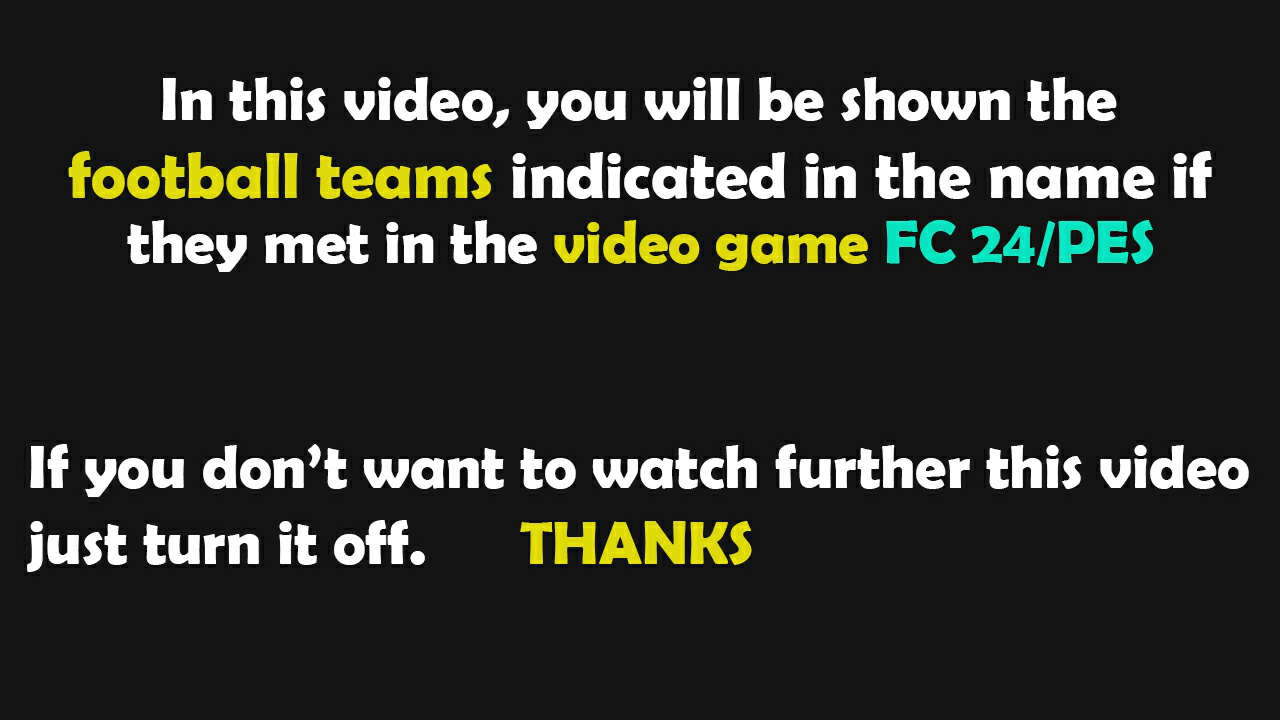 In this video, you will be shown the
football teams indicated in the name if
they met in the video game FC 24/PES
If you don’t want to watch further this video
just turn it off. THANKS